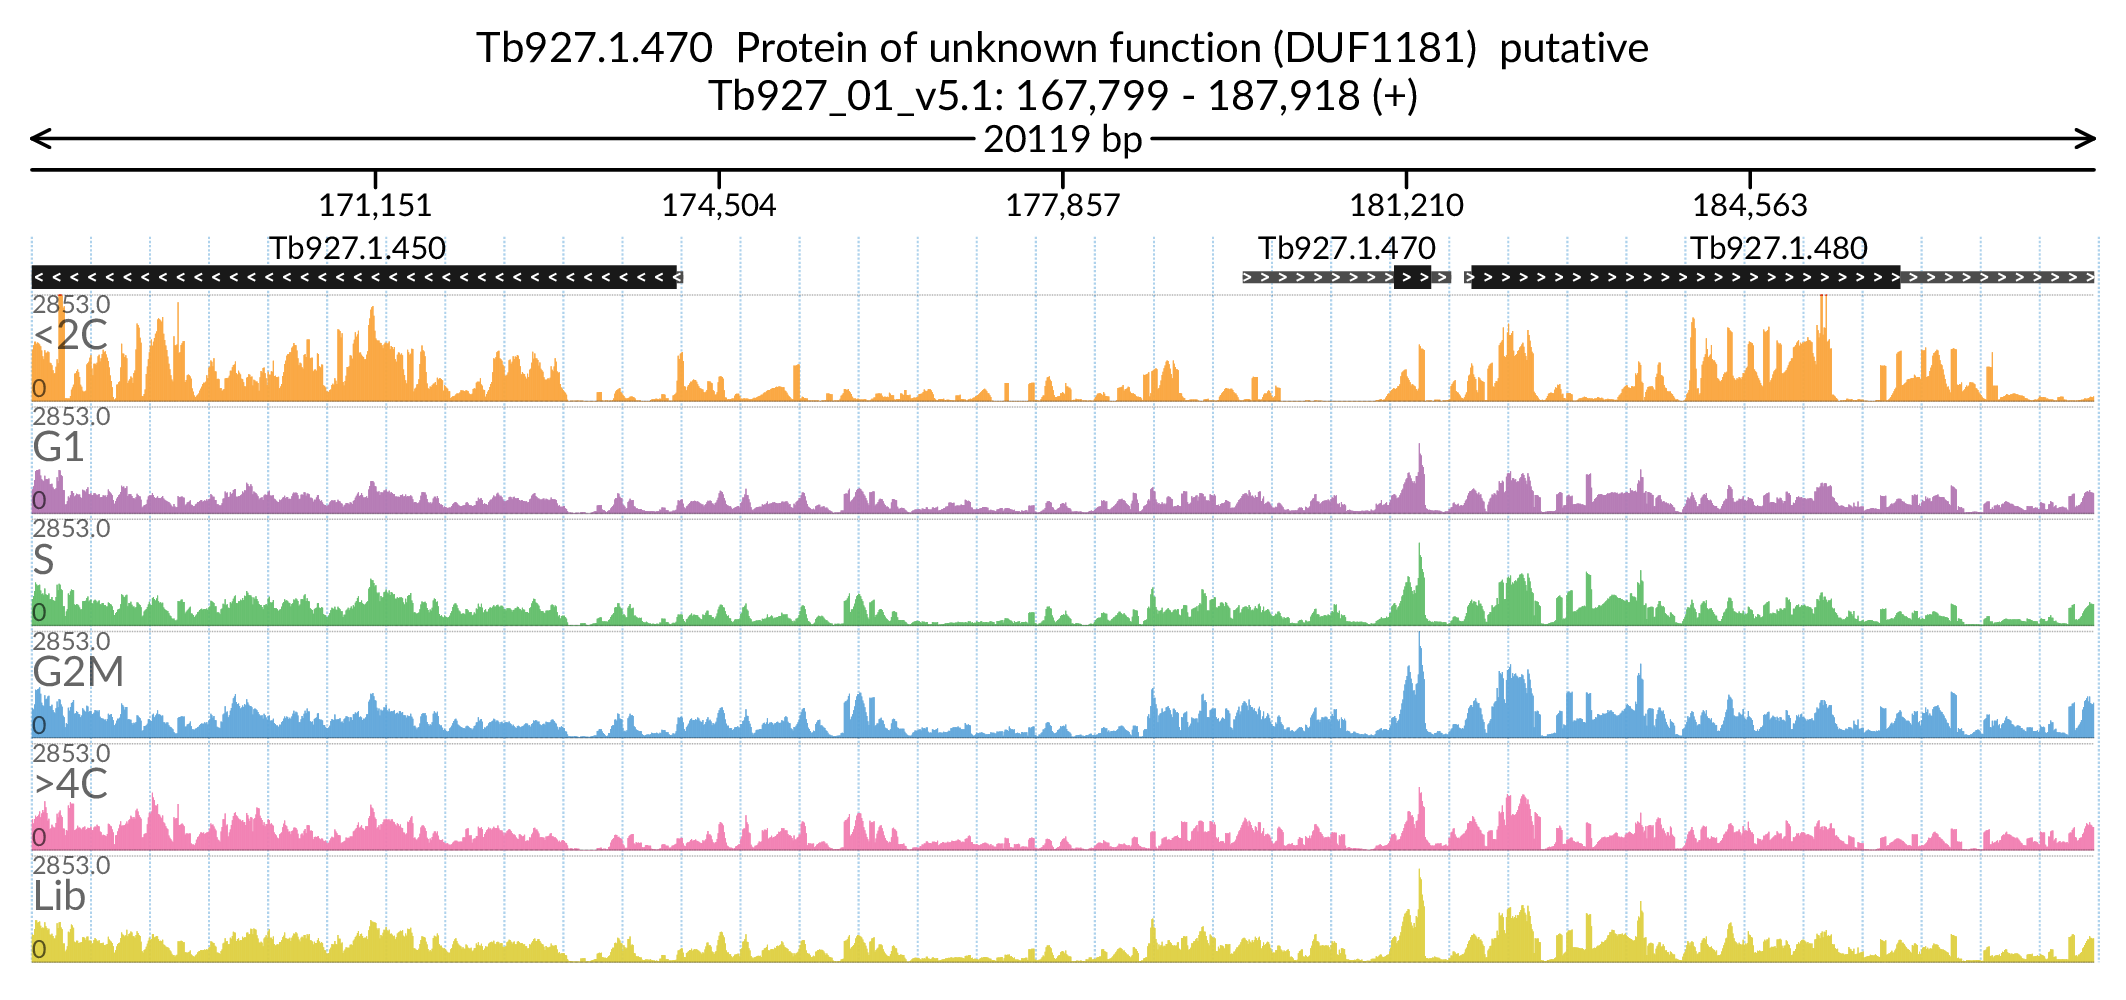 Tb927.1.470  Protein of unknown function (DUF1181)  putative
Tb927_01_v5.1: 167,799 - 187,918 (+)
20119 bp
171,151 174,504 177,857 181,210 184,563
Tb927.1.450 Tb927.1.470 Tb927.1.480
2853.0
<2C
0
2853.0
G1
0
2853.0
S
0
2853.0
G2M
0
2853.0
>4C
0
2853.0
Lib
0